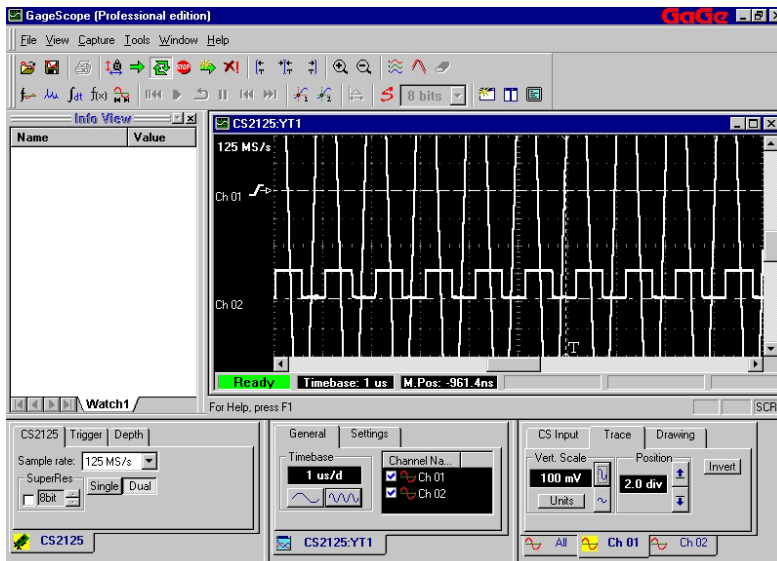 GageScope (Professional edition)
GaGe
File View Capture Tools Window Help
STOP
∫dt f(x)
8 bits
Info View
Name Value
Watch1
CS2125:YT1
125 MS/s
Ch 01
Ch 02
T
Ready Timebase: 1 us M.Pos: -961.4ns
For Help, press F1
SCR
CS2125 Trigger Depth
Sample rate: 125 MS/s
SuperRes
8bit
Single Dual
CS2125
General Settings
Timebase
1 us/d
Channel Na...
Ch 01
Ch 02
CS2125:YT1
CS Input Trace Drawing
Vert. Scale
100 mV
Units
Position
2.0 div
Invert
All Ch 01 Ch 02